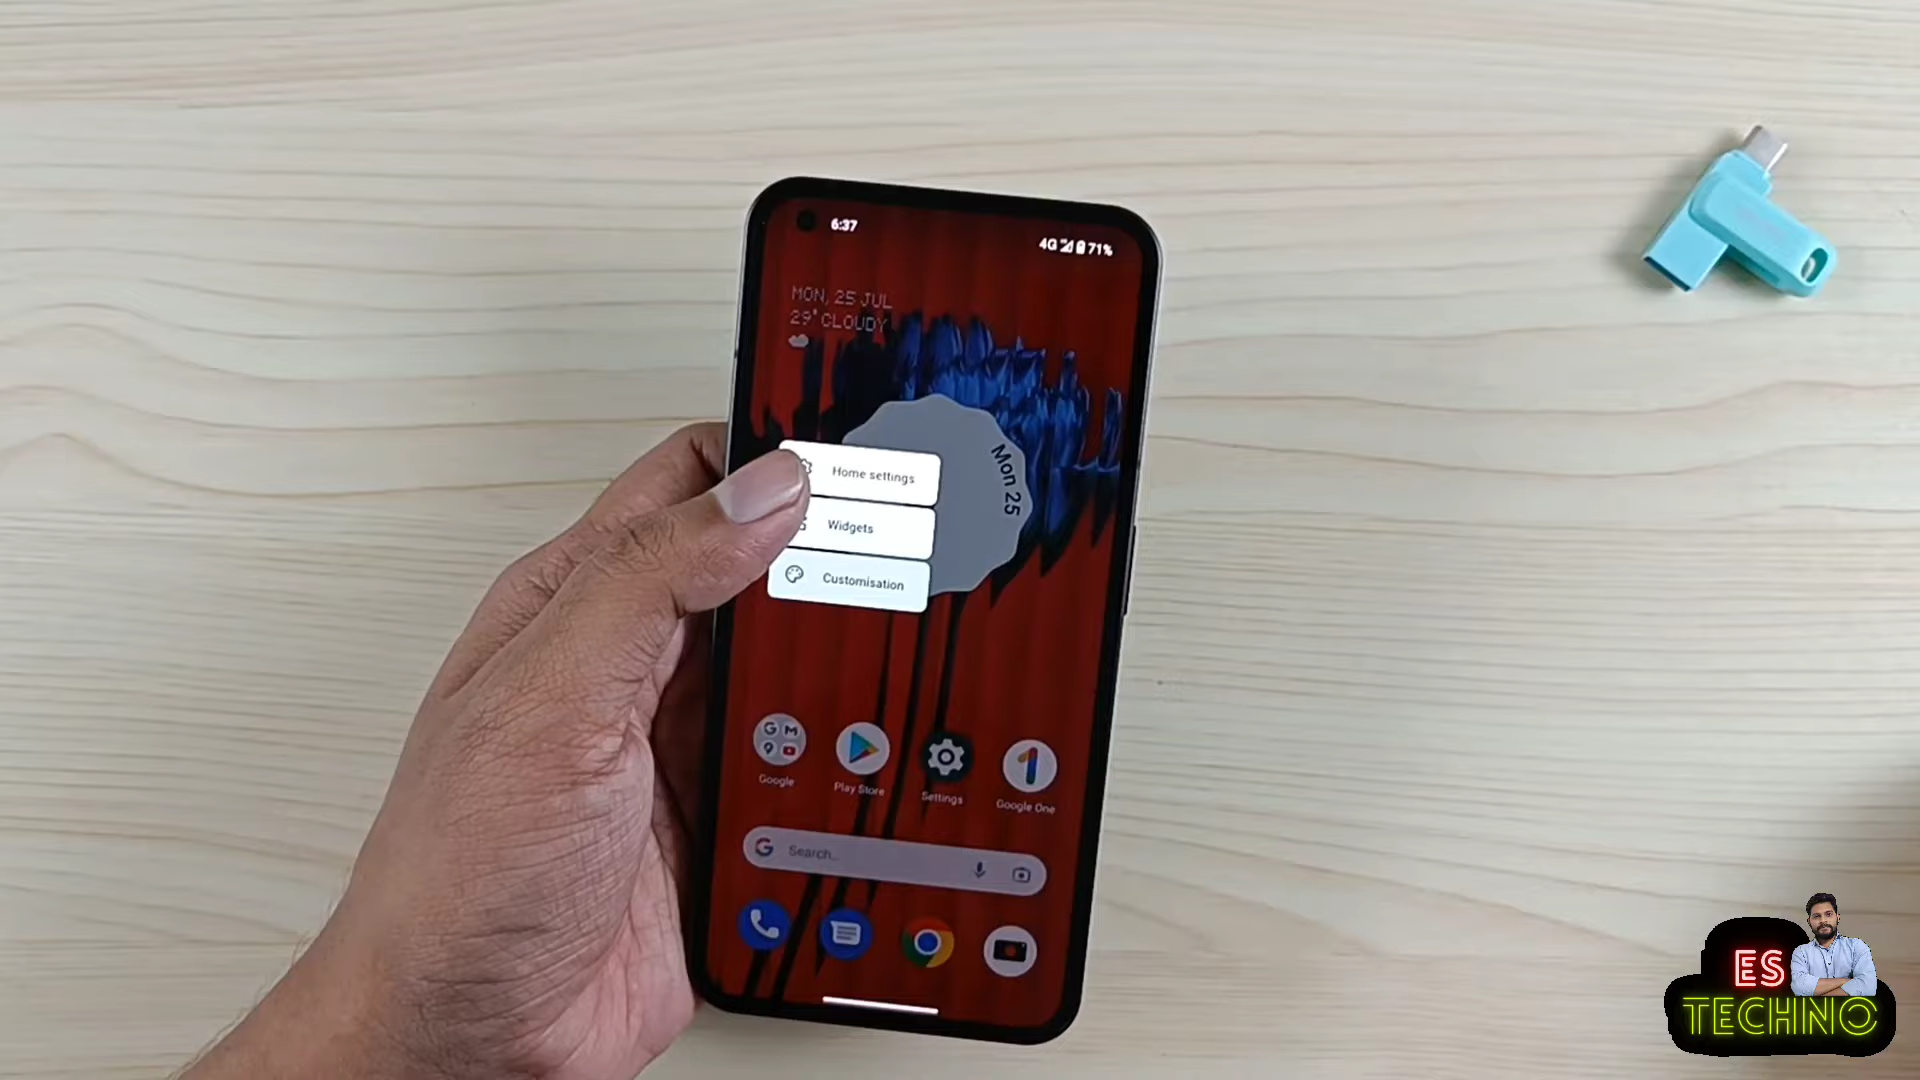 6:37
4G 71%
MON, 25 JUL
29° CLOUDY
Mon 25
Home settings
Widgets
Customisation
Google
Play Store
Settings
Google One
Search...
ES
TECHNO